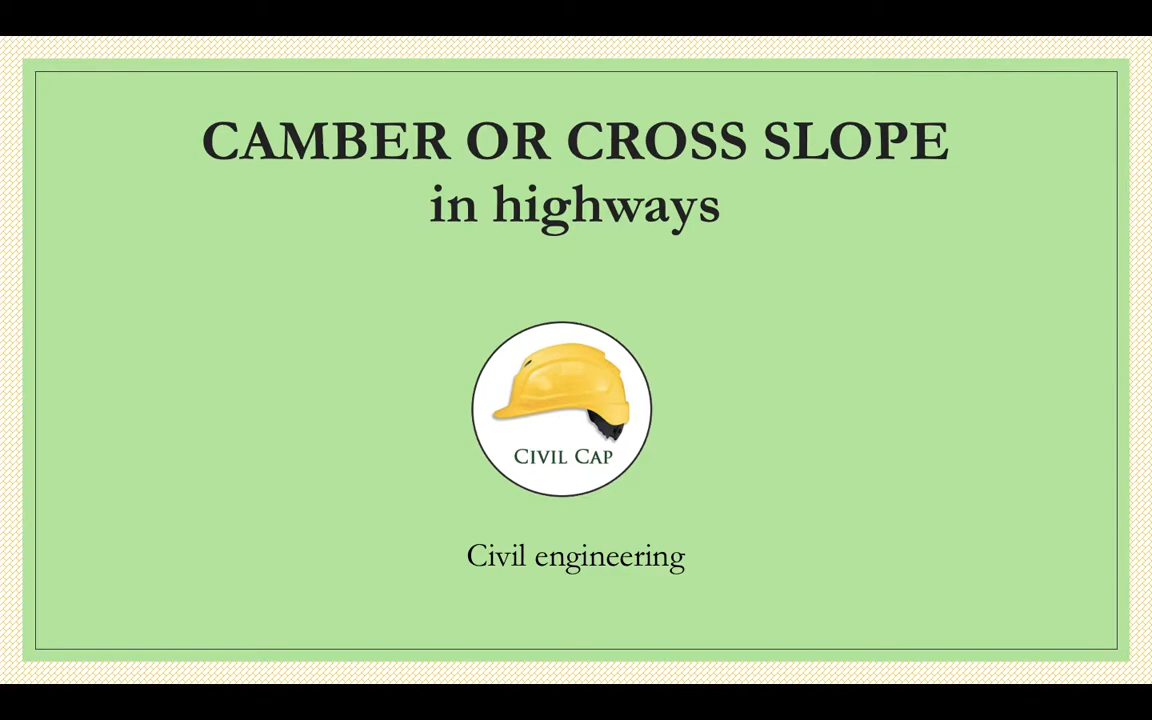 CAMBER OR CROSS SLOPE
in highways
CIVIL CAP
Civil engineering